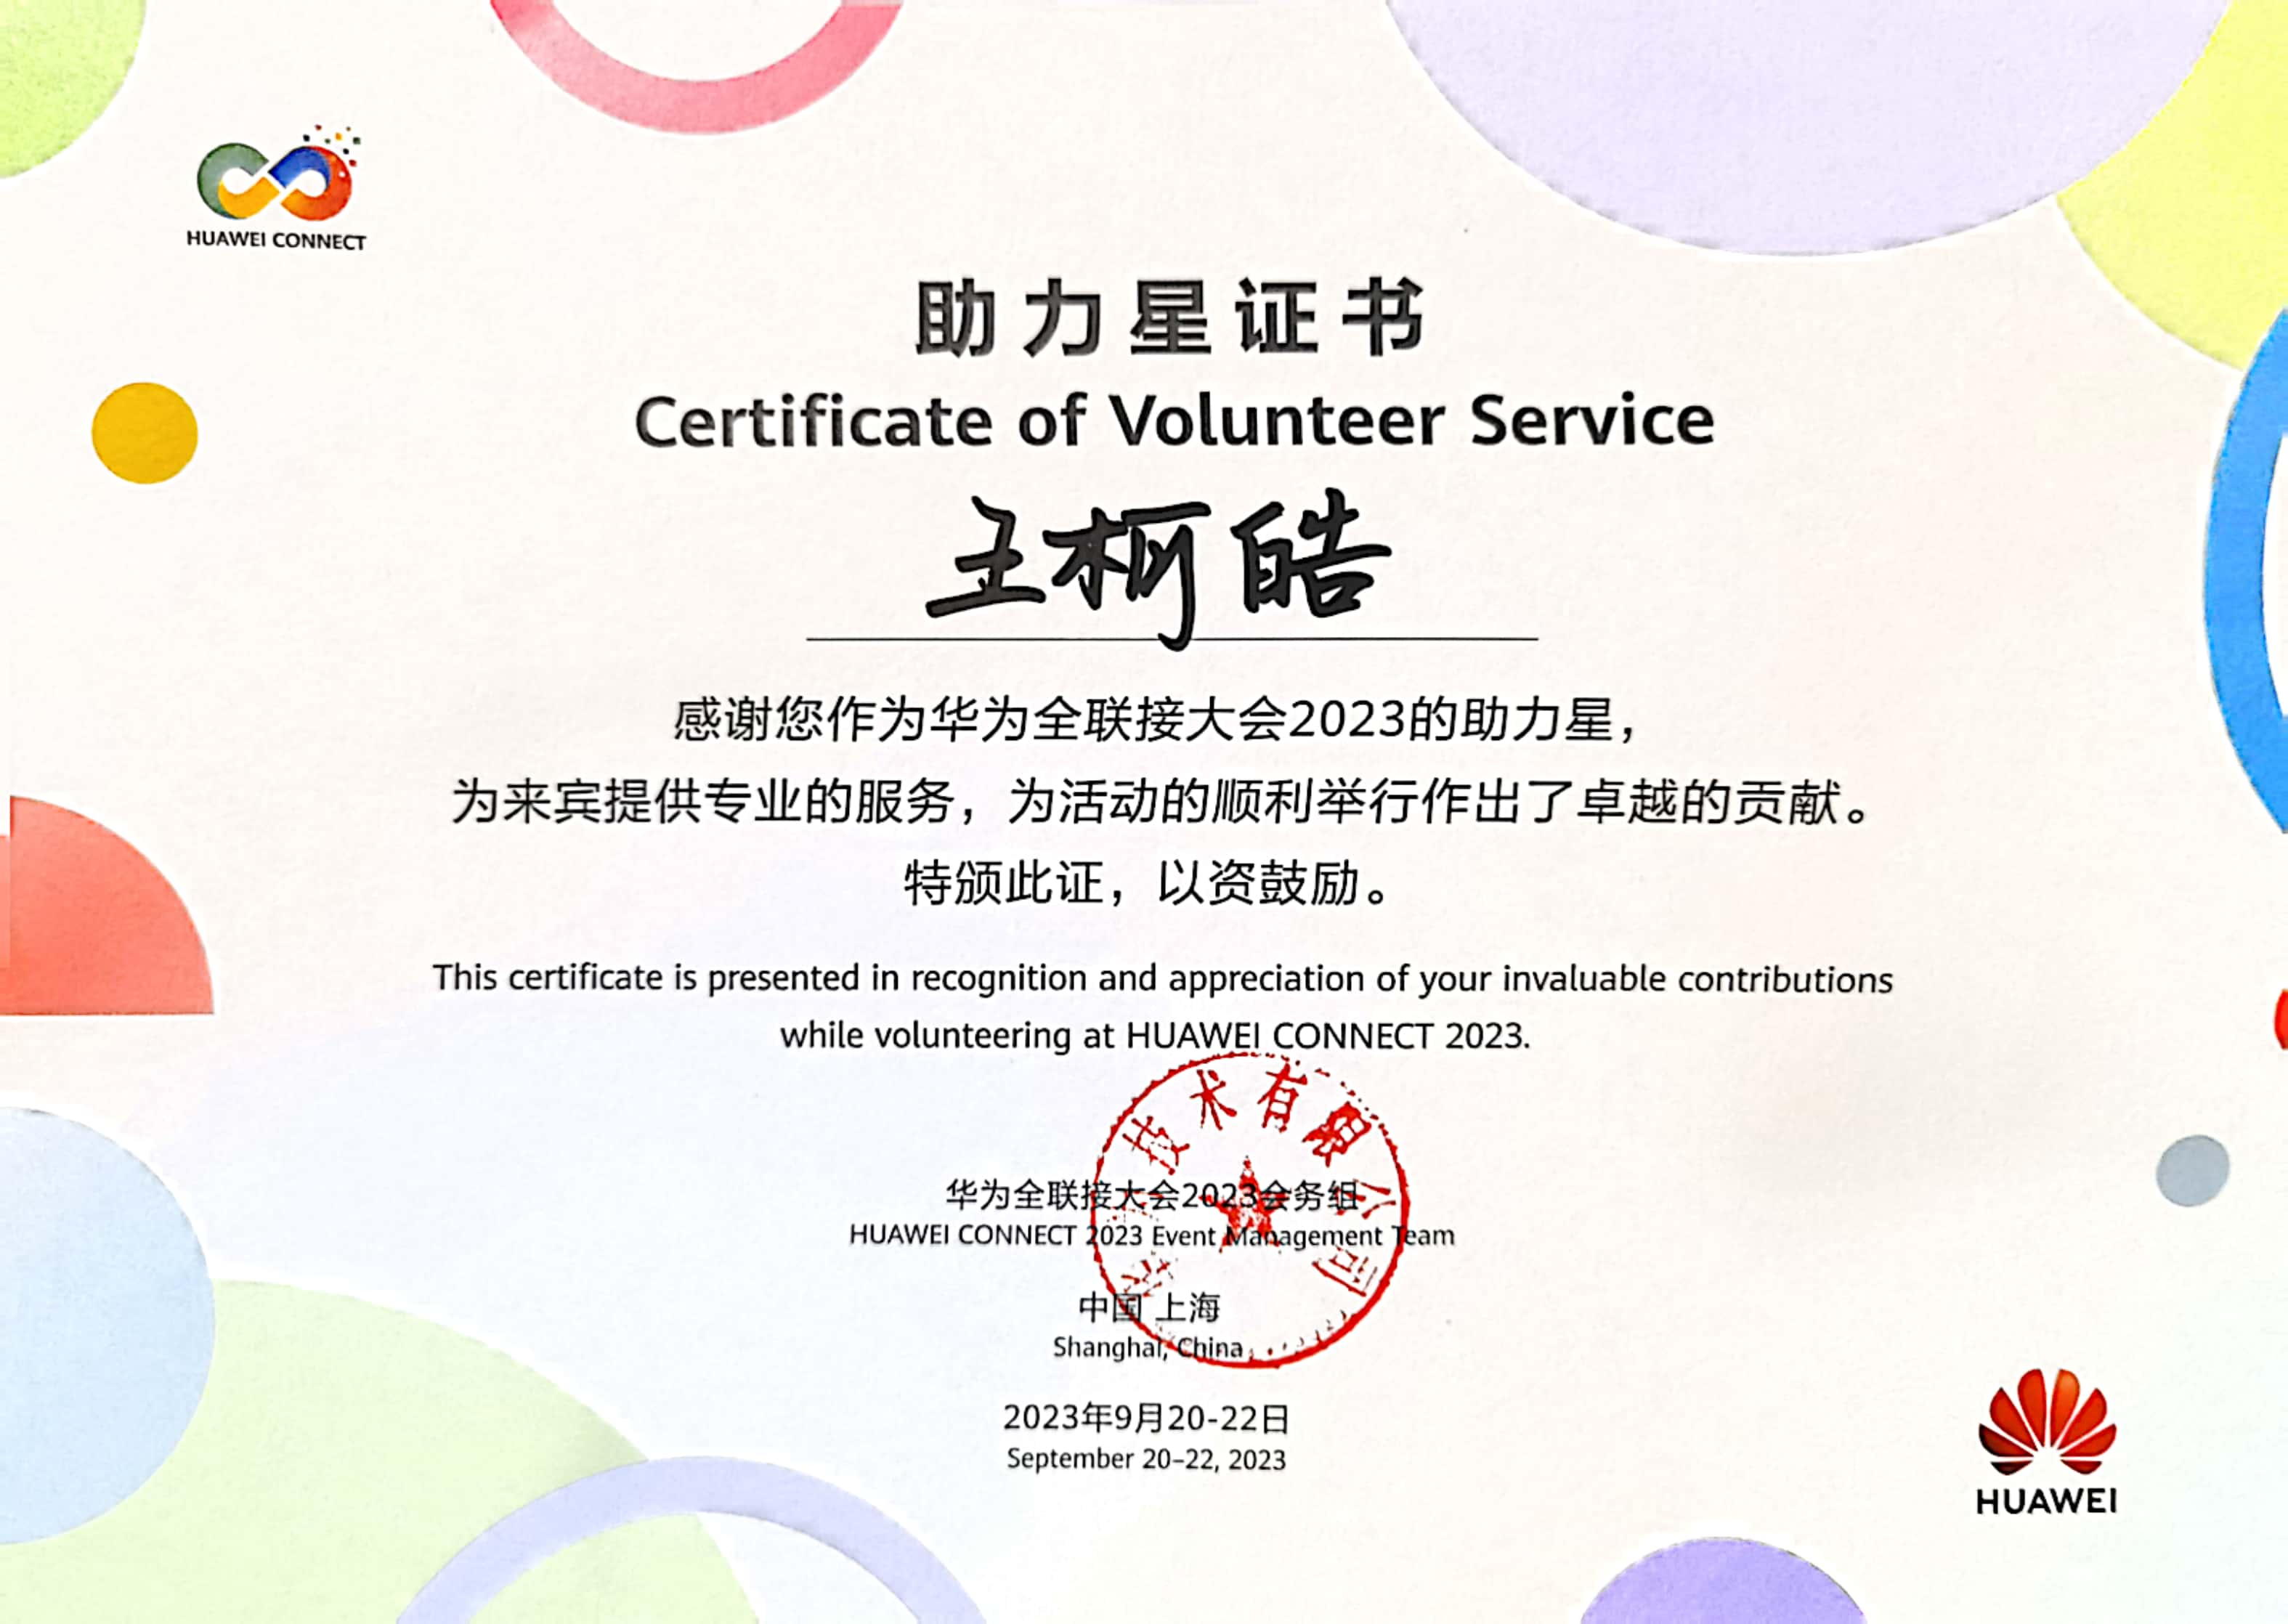 HUAWEI CONNECT
助力星证书
Certificate of Volunteer Service
王柯皓
感谢您作为华为全联接大会2023的助力星，
为来宾提供专业的服务，为活动的顺利举行作出了卓越的贡献。
特颁此证，以资鼓励。
This certificate is presented in recognition and appreciation of your invaluable contributions
while volunteering at HUAWEI CONNECT 2023.
技术有限公司
华为全联接大会2023会务组
HUAWEI CONNECT 2023 Event Management Team
中国 上海
Shanghai, China
2023年9月20-22日
September 20–22, 2023
HUAWEI